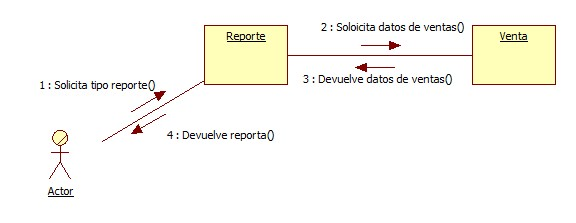 2 : Soloicita datos de ventas()
Reporte
Venta
3 : Devuelve datos de ventas()
1 : Solicita tipo reporte()
4 : Devuelve reporta()
Actor